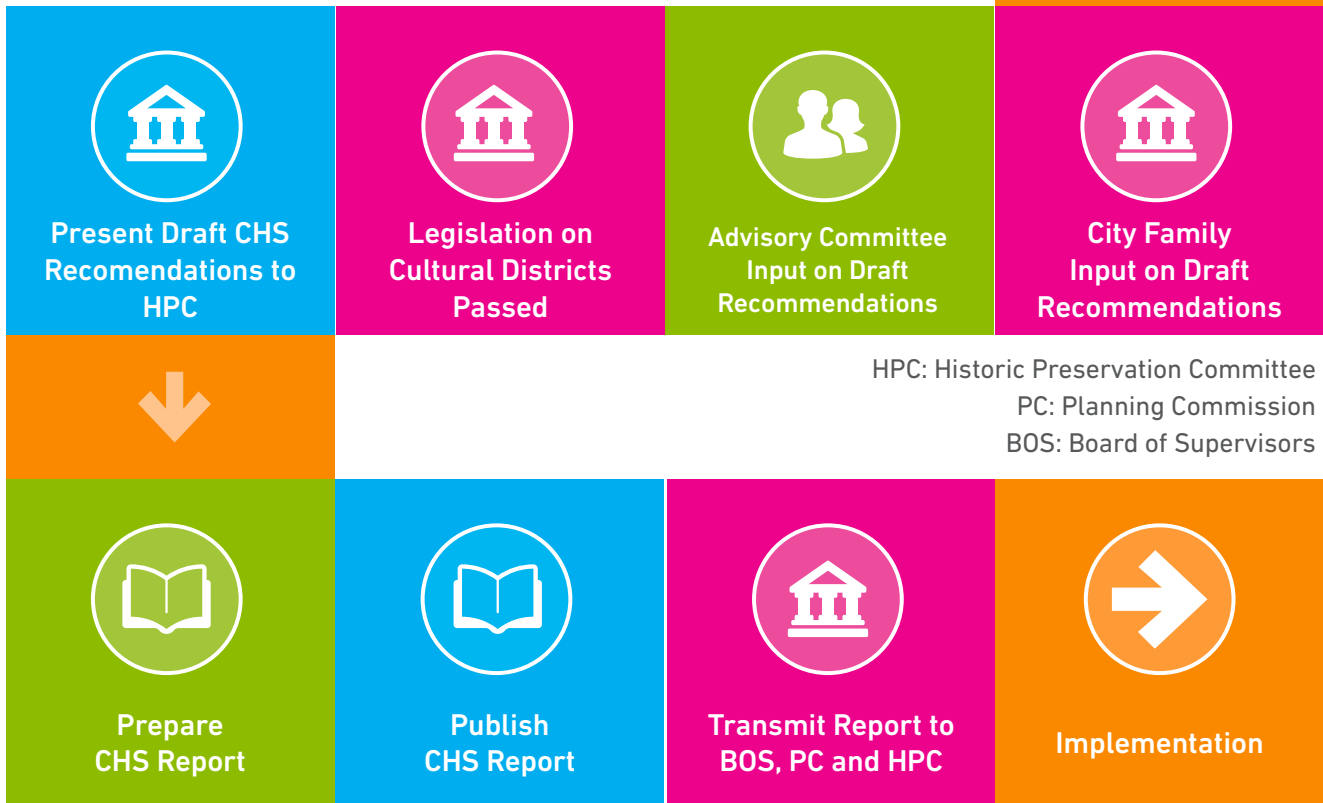 Present Draft CHS
Recomendations to
HPC
Legislation on
Cultural Districts
Passed
Advisory Committee
Input on Draft
Recommendations
City Family
Input on Draft
Recommendations
HPC: Historic Preservation Committee
PC: Planning Commission
BOS: Board of Supervisors
Prepare
CHS Report
Publish
CHS Report
Transmit Report to
BOS, PC and HPC
Implementation